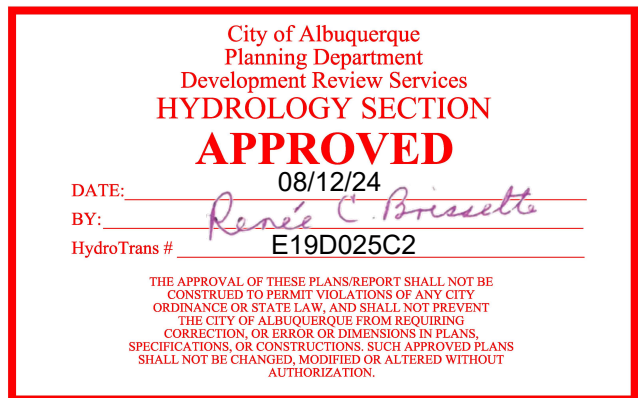 City of Albuquerque
Planning Department
Development Review Services
HYDROLOGY SECTION
APPROVED
DATE: 08/12/24
BY: Renée C. Brissette
HydroTrans # E19D025C2
THE APPROVAL OF THESE PLANS/REPORT SHALL NOT BE
CONSTRUED TO PERMIT VIOLATIONS OF ANY CITY
ORDINANCE OR STATE LAW, AND SHALL NOT PREVENT
THE CITY OF ALBUQUERQUE FROM REQUIRING
CORRECTION, OR ERROR OR DIMENSIONS IN PLANS,
SPECIFICATIONS, OR CONSTRUCTIONS. SUCH APPROVED PLANS
SHALL NOT BE CHANGED, MODIFIED OR ALTERED WITHOUT
AUTHORIZATION.